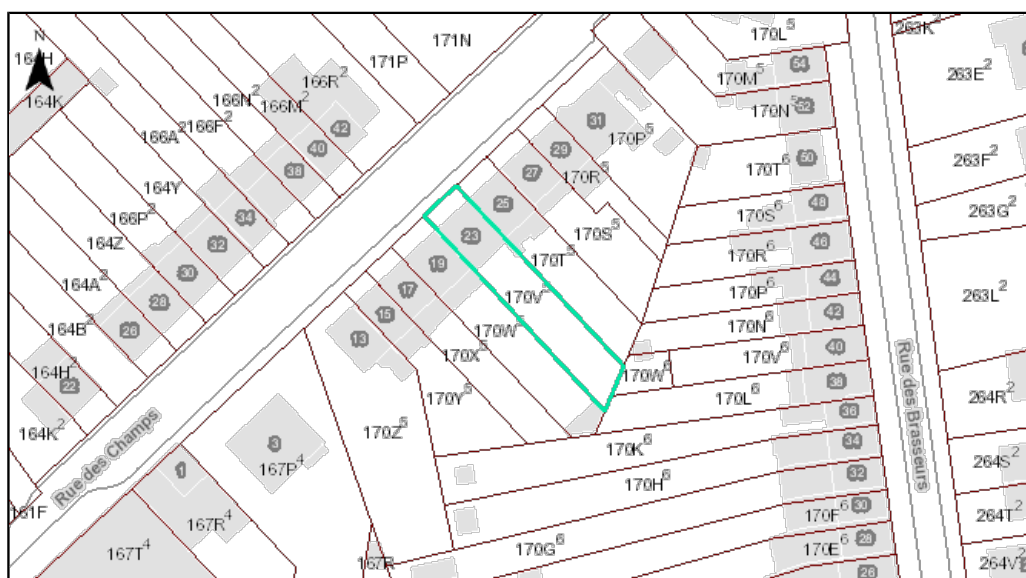 N
164H
164K
171N
171P
166R²
166M²
166N²
166F²
166A²
164Y
166P²
164Z
164A²
164B²
164H²
164K²
161F
42
40
38
34
32
30
28
26
22
Rue des Champs
1
3
167P⁴
167R⁴
167T⁴
13
15
17
19
23
25
27
29
31
170P⁵
170R⁵
170S⁵
170T⁵
170V⁵
170W⁵
170X⁵
170Y⁵
170Z⁵
170L⁵
170M⁵
170N⁵
170T⁶
170S⁶
170R⁶
170P⁶
170N⁶
170V⁶
170W⁶
170L⁶
170K⁶
170H⁶
170G⁶
170F⁶
170E⁶
54
52
50
48
46
44
42
40
38
36
34
32
30
28
26
Rue des Brasseurs
263K²
263E²
263F²
263G²
263L²
264R²
264S²
264T²
264V²